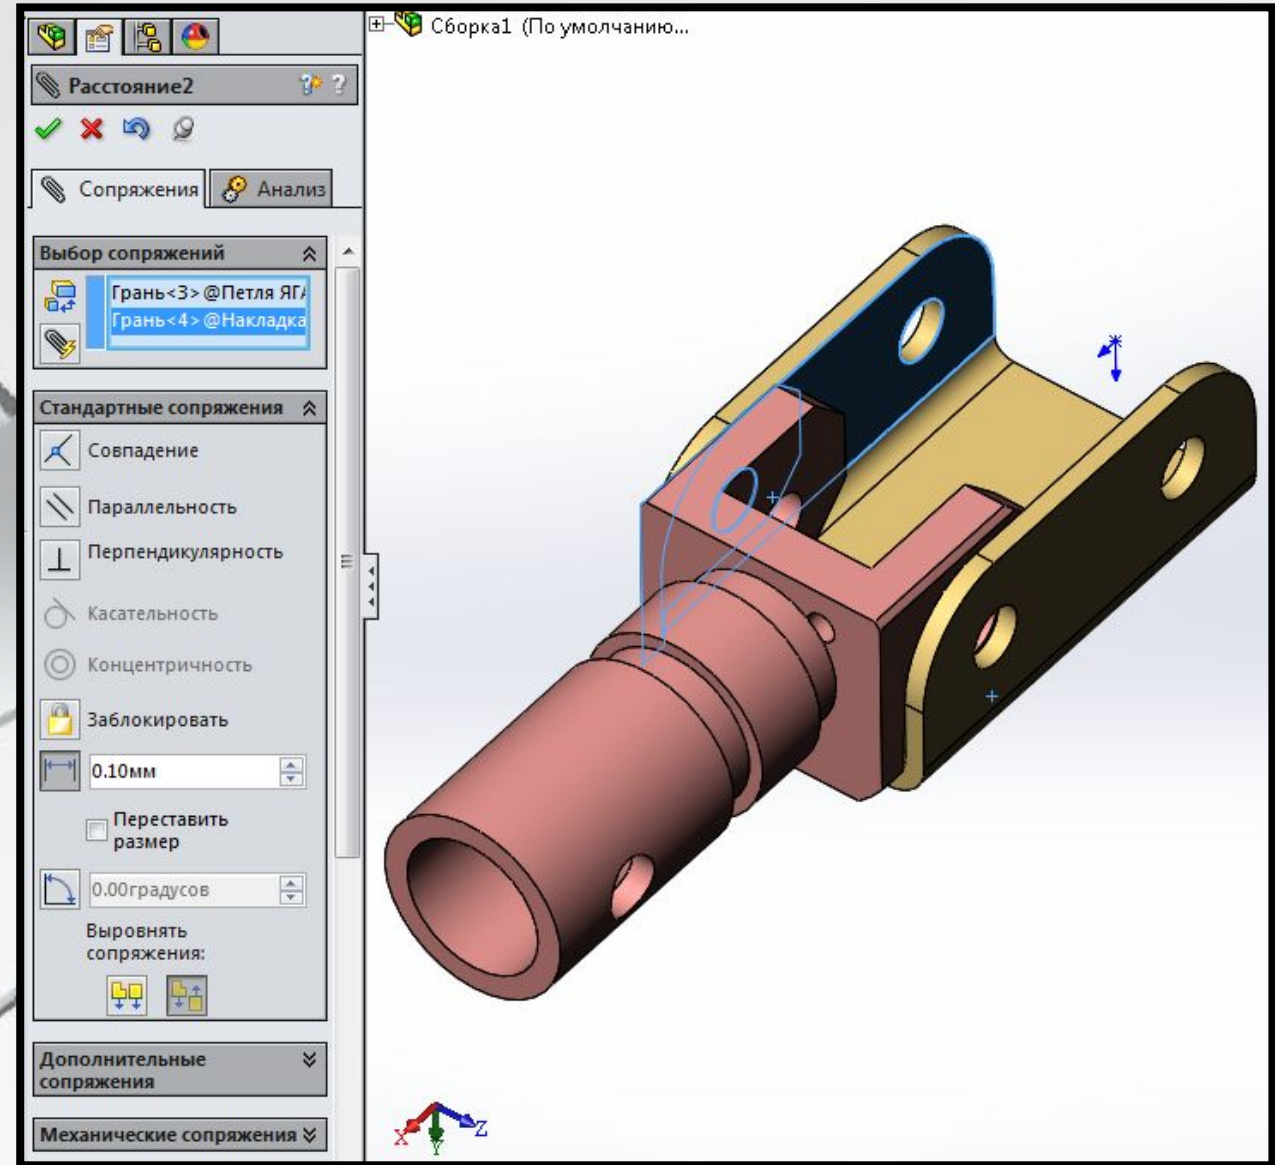 Сборка1 (По умолчанию...
Расстояние2
?
Сопряжения
Анализ
Выбор сопряжений
Грань<3>@Петля ЯГ
Грань<4>@Накладка
Стандартные сопряжения
Совпадение
Параллельность
Перпендикулярность
Касательность
Концентричность
Заблокировать
0.10мм
Переставить
размер
0.00градусов
Выровнять
сопряжения:
Дополнительные
сопряжения
Механические сопряжения
X
Y
Z